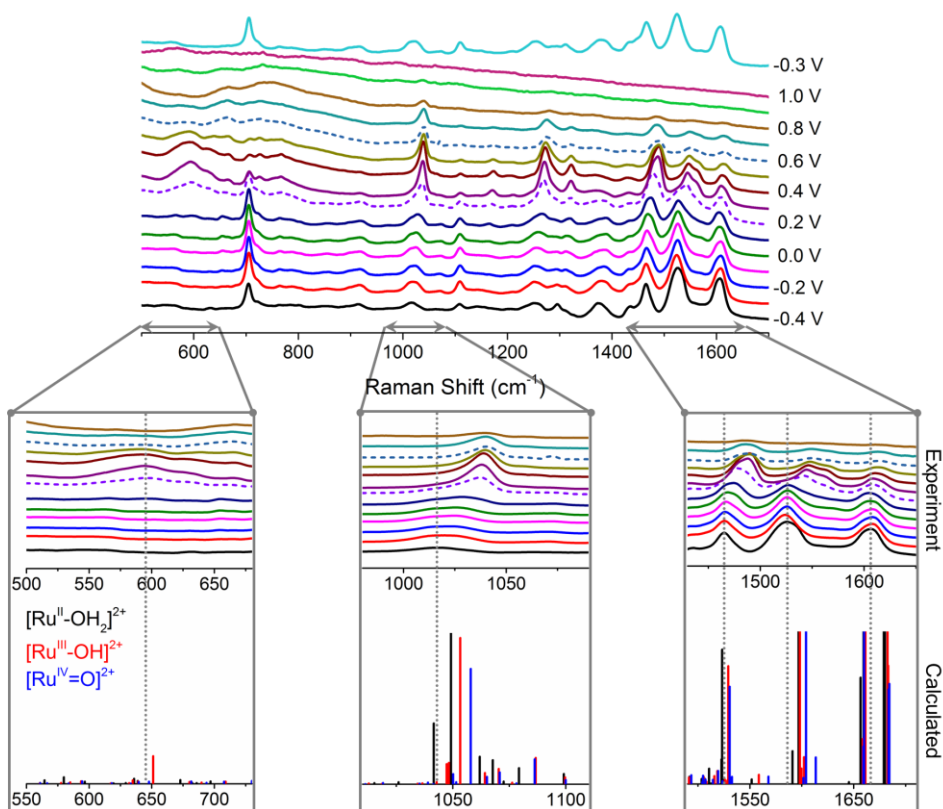 -0.3 V
1.0 V
0.8 V
0.6 V
0.4 V
0.2 V
0.0 V
-0.2 V
-0.4 V
600 800 1000 1200 1400 1600
Raman Shift (cm⁻¹)
Experiment
500 550 600 650
1000 1050
1500 1600
[Ruᴵᴵ-OH₂]²⁺
[Ruᴵᴵᴵ-OH]²⁺
[Ruᴵⱽ=O]²⁺
Calculated
550 600 650 700
1050 1100
1550 1650